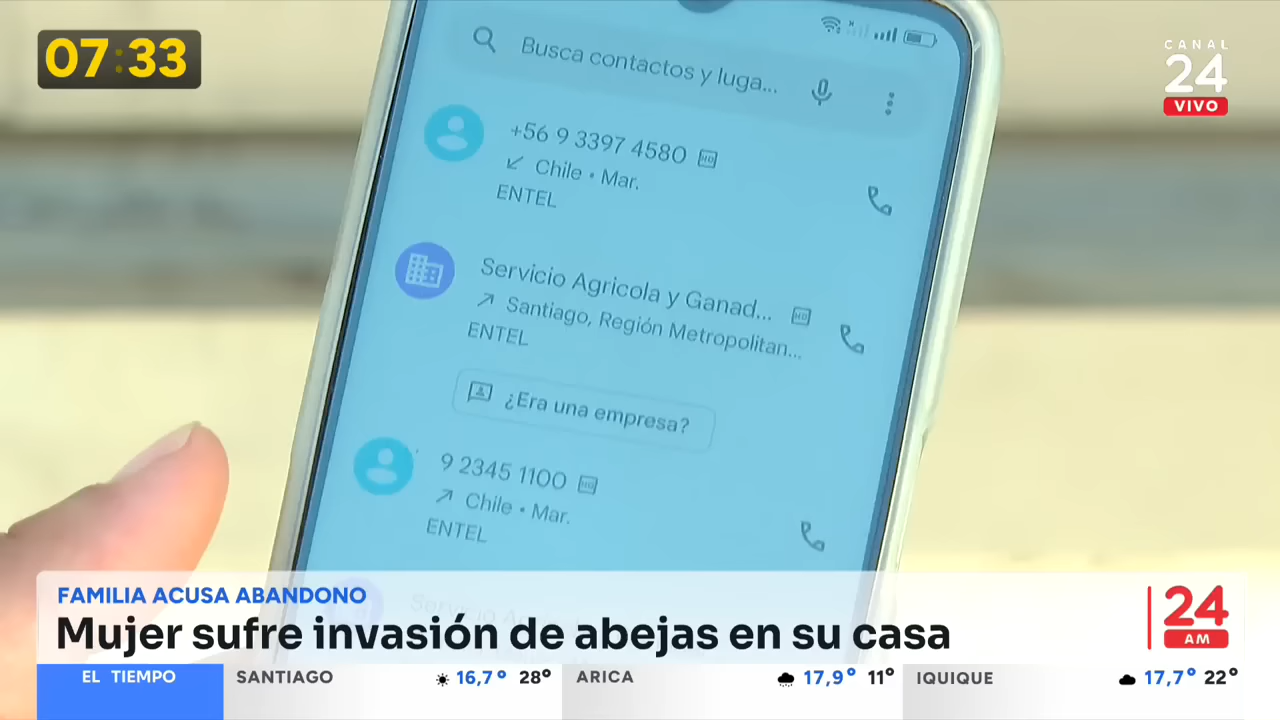 07:33
CANAL
24
VIVO
Busca contactos y luga...
+56 9 3397 4580 HD
Chile • Mar.
ENTEL
Servicio Agricola y Ganad... HD
Santiago, Región Metropolitan...
ENTEL
¿Era una empresa?
9 2345 1100 HD
Chile • Mar.
ENTEL
FAMILIA ACUSA ABANDONO
Mujer sufre invasión de abejas en su casa
24
AM
EL TIEMPO SANTIAGO 16,7° 28° ARICA 17,9° 11° IQUIQUE 17,7° 22°